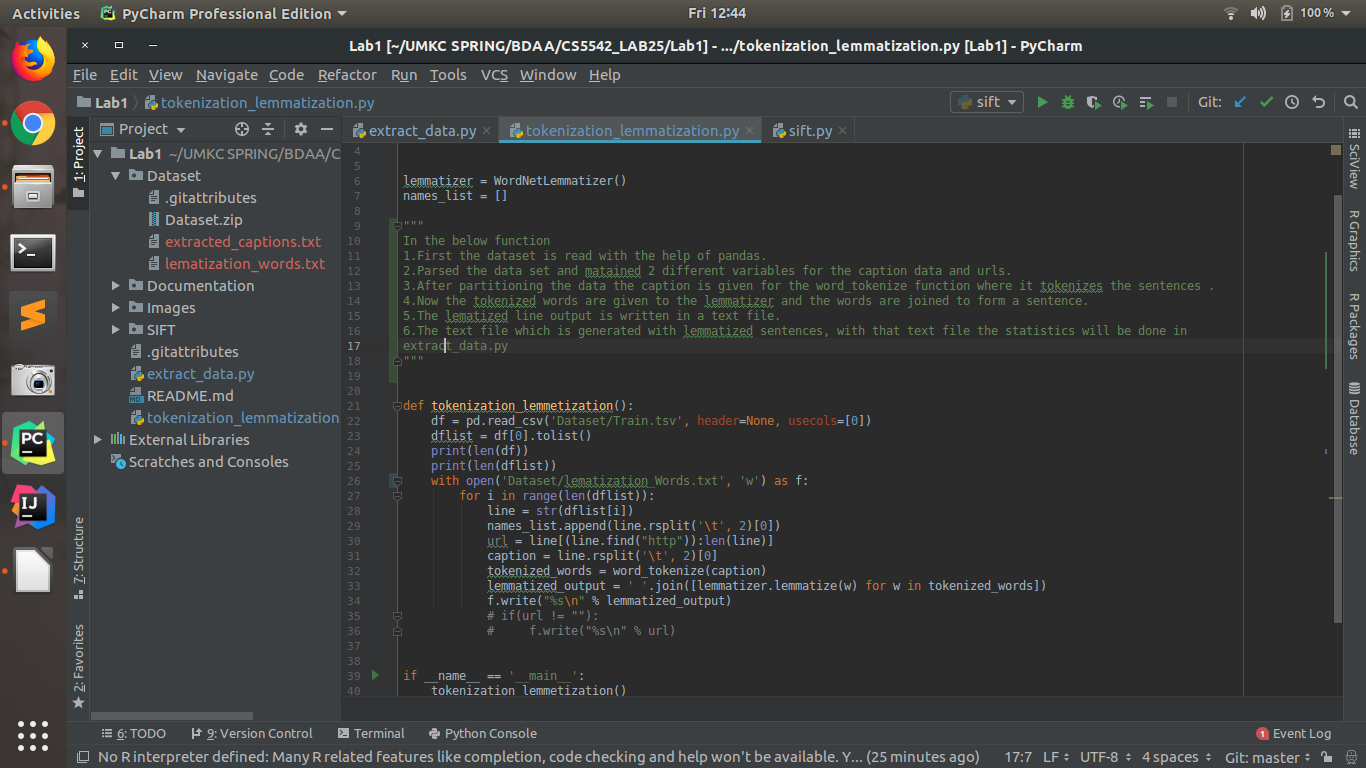 Activities PyCharm Professional Edition Fri 12:44 100%
Lab1 [~/UMKC SPRING/BDAA/CS5542_LAB25/Lab1] - .../tokenization_lemmatization.py [Lab1] - PyCharm
File Edit View Navigate Code Refactor Run Tools VCS Window Help
Lab1 tokenization_lemmatization.py sift Git:
Project extract_data.py tokenization_lemmatization.py sift.py
1: Project
7: Structure
2: Favorites
Lab1 ~/UMKC SPRING/BDAA/C
Dataset
.gitattributes
Dataset.zip
extracted_captions.txt
lematization_words.txt
Documentation
Images
SIFT
.gitattributes
extract_data.py
README.md
tokenization_lemmatization
External Libraries
Scratches and Consoles
4
5
6 lemmatizer = WordNetLemmatizer()
7 names_list = []
8
9 """
10 In the below function
11 1.First the dataset is read with the help of pandas.
12 2.Parsed the data set and matained 2 different variables for the caption data and urls.
13 3.After partitioning the data the caption is given for the word_tokenize function where it tokenizes the sentences .
14 4.Now the tokenized words are given to the lemmatizer and the words are joined to form a sentence.
15 5.The lematized line output is written in a text file.
16 6.The text file which is generated with lemmatized sentences, with that text file the statistics will be done in
17 extract_data.py
18 """
19
20
21 def tokenization_lemmetization():
22 df = pd.read_csv('Dataset/Train.tsv', header=None, usecols=[0])
23 dflist = df[0].tolist()
24 print(len(df))
25 print(len(dflist))
26 with open('Dataset/lematization_Words.txt', 'w') as f:
27 for i in range(len(dflist)):
28 line = str(dflist[i])
29 names_list.append(line.rsplit('\t', 2)[0])
30 url = line[(line.find("http")):len(line)]
31 caption = line.rsplit('\t', 2)[0]
32 tokenized_words = word_tokenize(caption)
33 lemmatized_output = ' '.join([lemmatizer.lemmatize(w) for w in tokenized_words])
34 f.write("%s\n" % lemmatized_output)
35 # if(url != ""):
36 # f.write("%s\n" % url)
37
38
39 if __name__ == '__main__':
40 tokenization_lemmetization()
SciView
R Graphics
R Packages
Database
6: TODO 9: Version Control Terminal Python Console 1 Event Log
No R interpreter defined: Many R related features like completion, code checking and help won't be available. Y... (25 minutes ago) 17:7 LF UTF-8 4 spaces Git: master